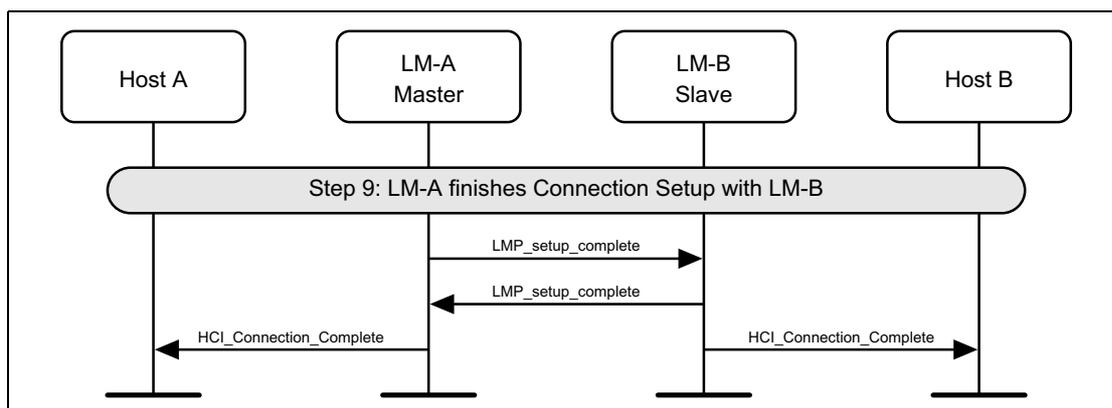 Host A
LM-A
Master
LM-B
Slave
Host B
Step 9: LM-A finishes Connection Setup with LM-B
LMP_setup_complete
LMP_setup_complete
HCI_Connection_Complete
HCI_Connection_Complete